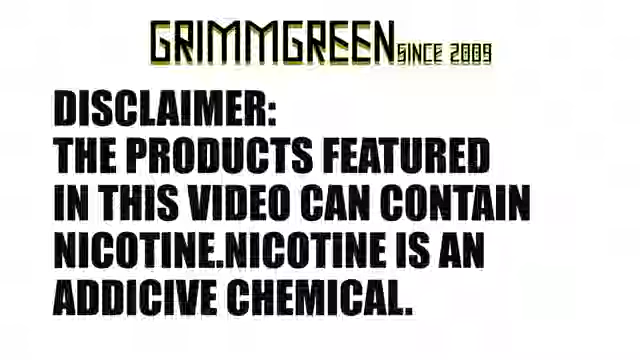 GRIMMGREEN SINCE 2009
DISCLAIMER:
THE PRODUCTS FEATURED
IN THIS VIDEO CAN CONTAIN
NICOTINE.NICOTINE IS AN
ADDICIVE CHEMICAL.